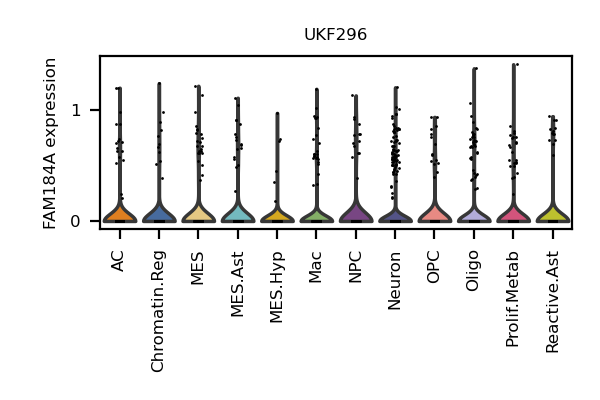 UKF296
FAM184A expression
1
0
AC
Chromatin.Reg
MES
MES.Ast
MES.Hyp
Mac
NPC
Neuron
OPC
Oligo
Prolif.Metab
Reactive.Ast